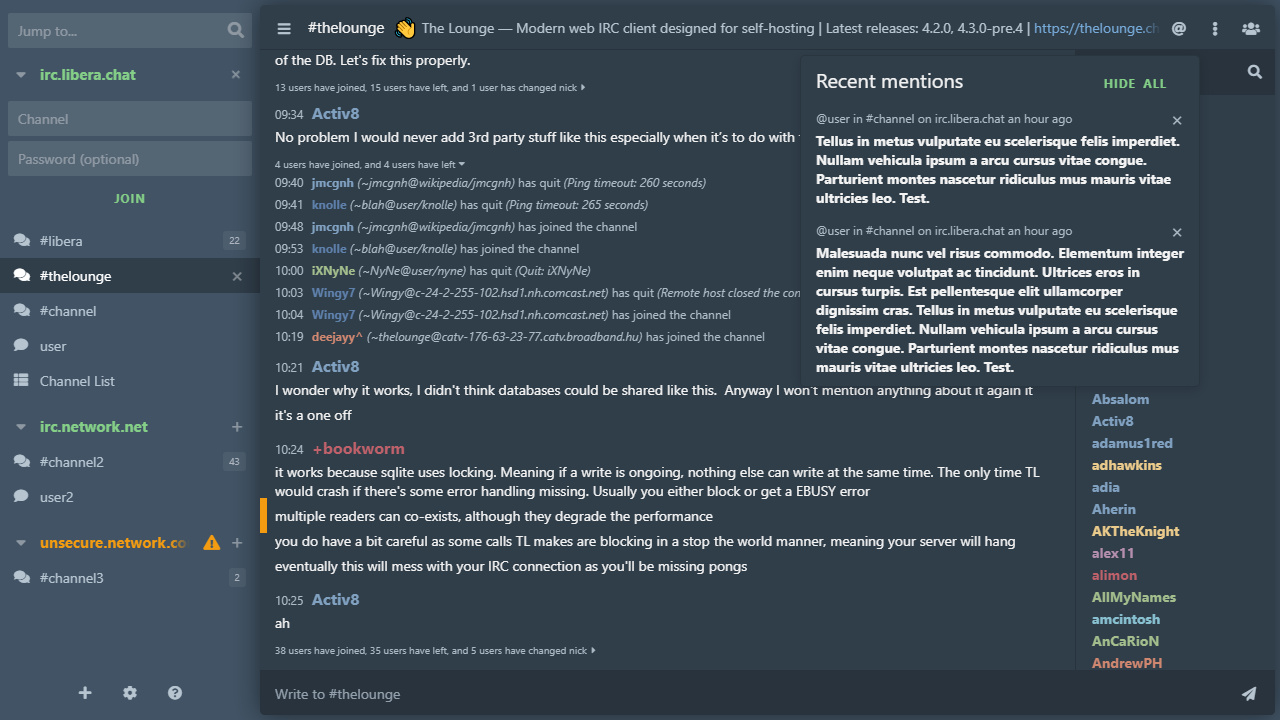 Jump to...
irc.libera.chat
Channel
Password (optional)
JOIN
#libera 22
#thelounge
#channel
user
Channel List
irc.network.net
#channel2 43
user2
unsecure.network.co
#channel3 2
#thelounge The Lounge — Modern web IRC client designed for self-hosting | Latest releases: 4.2.0, 4.3.0-pre.4 | https://thelounge.ch
of the DB. Let's fix this properly.
13 users have joined, 15 users have left, and 1 user has changed nick
09:34 Activ8
No problem I would never add 3rd party stuff like this especially when it's to do with
4 users have joined, and 4 users have left
09:40 jmcgnh (~jmcgnh@wikipedia/jmcgnh) has quit (Ping timeout: 260 seconds)
09:41 knolle (~blah@user/knolle) has quit (Ping timeout: 265 seconds)
09:48 jmcgnh (~jmcgnh@wikipedia/jmcgnh) has joined the channel
09:53 knolle (~blah@user/knolle) has joined the channel
10:00 iXNyNe (~NyNe@user/nyne) has quit (Quit: iXNyNe)
10:03 Wingy7 (~Wingy@c-24-2-255-102.hsd1.nh.comcast.net) has quit (Remote host closed the con
10:04 Wingy7 (~Wingy@c-24-2-255-102.hsd1.nh.comcast.net) has joined the channel
10:19 deejayy^ (~thelounge@catv-176-63-23-77.catv.broadband.hu) has joined the channel
10:21 Activ8
I wonder why it works, I didn't think databases could be shared like this.  Anyway I won't mention anything about it again it
it's a one off
10:24 +bookworm
it works because sqlite uses locking. Meaning if a write is ongoing, nothing else can write at the same time. The only time TL
would crash if there's some error handling missing. Usually you either block or get a EBUSY error
multiple readers can co-exists, although they degrade the performance
you do have a bit careful as some calls TL makes are blocking in a stop the world manner, meaning your server will hang
eventually this will mess with your IRC connection as you'll be missing pongs
10:25 Activ8
ah
38 users have joined, 35 users have left, and 5 users have changed nick
Write to #thelounge
Recent mentions HIDE ALL
@user in #channel on irc.libera.chat an hour ago
Tellus in metus vulputate eu scelerisque felis imperdiet.
Nullam vehicula ipsum a arcu cursus vitae congue.
Parturient montes nascetur ridiculus mus mauris vitae
ultricies leo. Test.
@user in #channel on irc.libera.chat an hour ago
Malesuada nunc vel risus commodo. Elementum integer
enim neque volutpat ac tincidunt. Ultrices eros in
cursus turpis. Est pellentesque elit ullamcorper
dignissim cras. Tellus in metus vulputate eu scelerisque
felis imperdiet. Nullam vehicula ipsum a arcu cursus
vitae congue. Parturient montes nascetur ridiculus mus
mauris vitae ultricies leo. Test.
Absalom
Activ8
adamus1red
adhawkins
adia
Aherin
AKTheKnight
alex11
alimon
AllMyNames
amcintosh
AnCaRioN
AndrewPH